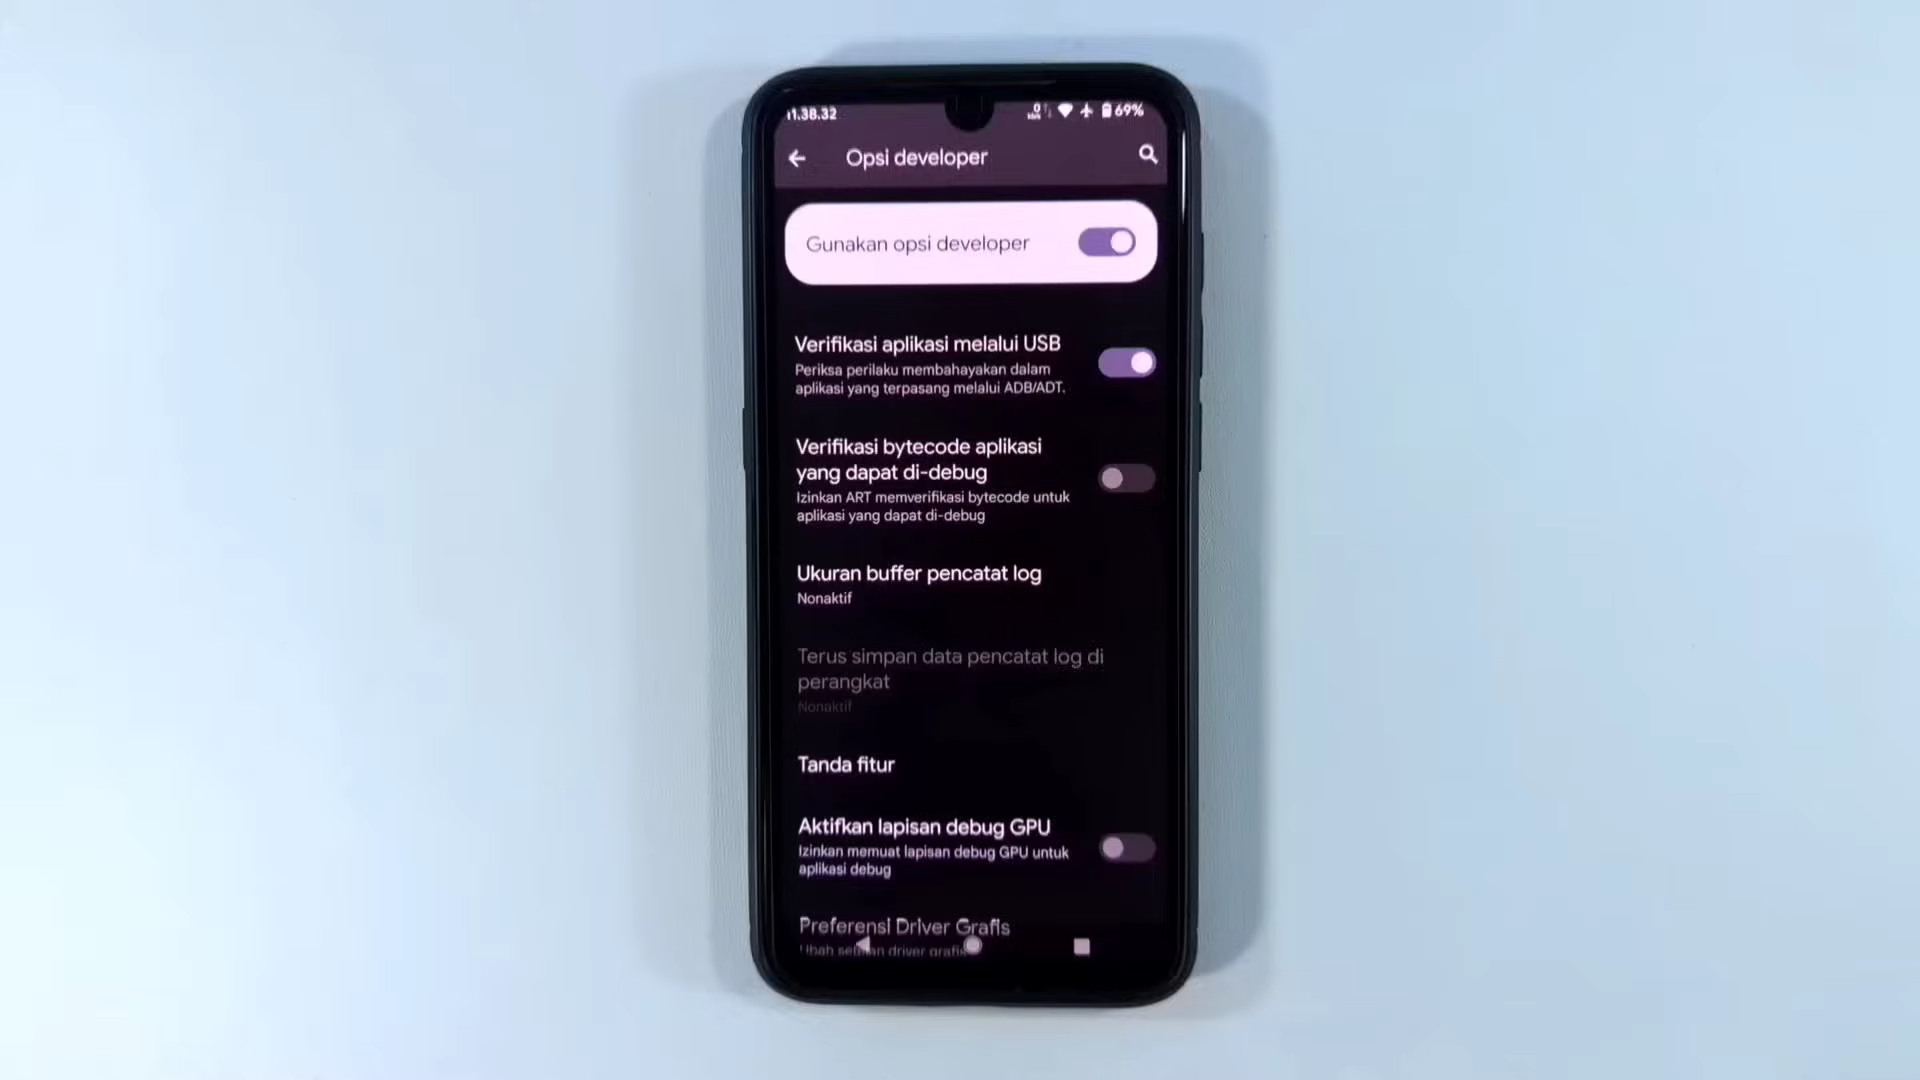 11.38.32
0
69%
Opsi developer
Gunakan opsi developer
Verifikasi aplikasi melalui USB
Periksa perilaku membahayakan dalam
aplikasi yang terpasang melalui ADB/ADT.
Verifikasi bytecode aplikasi
yang dapat di-debug
Izinkan ART memverifikasi bytecode untuk
aplikasi yang dapat di-debug
Ukuran buffer pencatat log
Nonaktif
Terus simpan data pencatat log di
perangkat
Nonaktif
Tanda fitur
Aktifkan lapisan debug GPU
Izinkan memuat lapisan debug GPU untuk
aplikasi debug
Preferensi Driver Grafis
Ubah setelan driver grafis